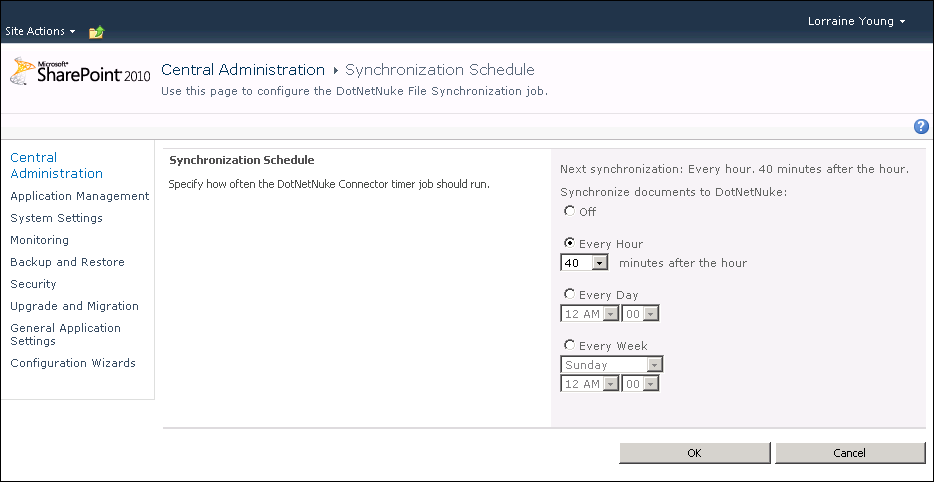 Lorraine Young
Site Actions
Microsoft®
SharePoint® 2010
Central Administration Synchronization Schedule
Use this page to configure the DotNetNuke File Synchronization job.
?
Central
Administration
Application Management
System Settings
Monitoring
Backup and Restore
Security
Upgrade and Migration
General Application
Settings
Configuration Wizards
Synchronization Schedule
Specify how often the DotNetNuke Connector timer job should run.
Next synchronization: Every hour. 40 minutes after the hour.
Synchronize documents to DotNetNuke:
Off
Every Hour
40 minutes after the hour
Every Day
12 AM 00
Every Week
Sunday
12 AM 00
OK Cancel